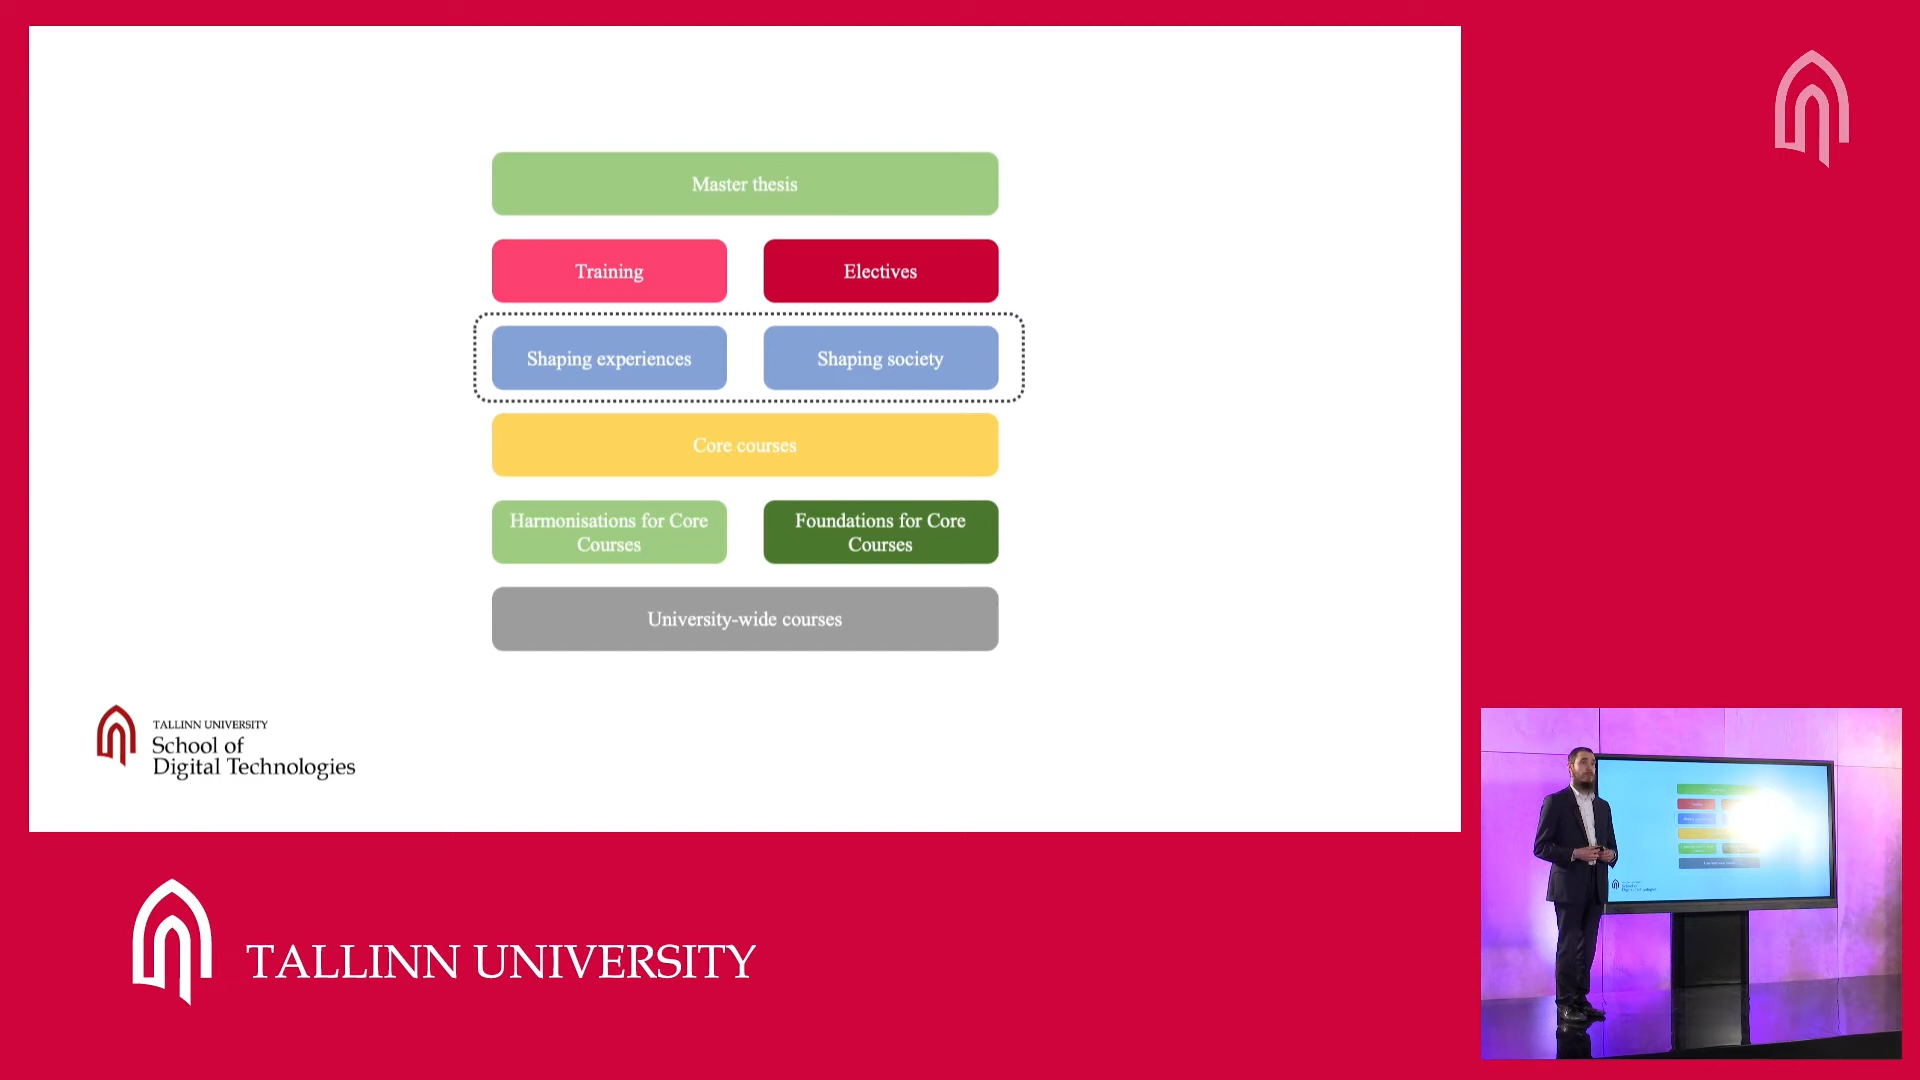 Master thesis
Training
Electives
Shaping experiences
Shaping society
Core courses
Harmonisations for Core
Courses
Foundations for Core
Courses
University-wide courses
TALLINN UNIVERSITY
School of
Digital Technologies
TALLINN UNIVERSITY